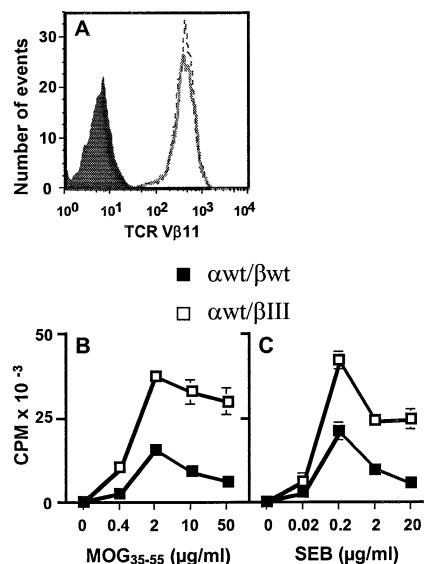 A
Number of events
30
20
10
0
10⁰ 10¹ 10² 10³ 10⁴
TCR Vβ11
αwt/βwt
αwt/βIII
B
CPM x 10 -3
50
25
0
0 0.4 2 10 50
MOG35-55 (µg/ml)
C
0 0.02 0.2 2 20
SEB (µg/ml)